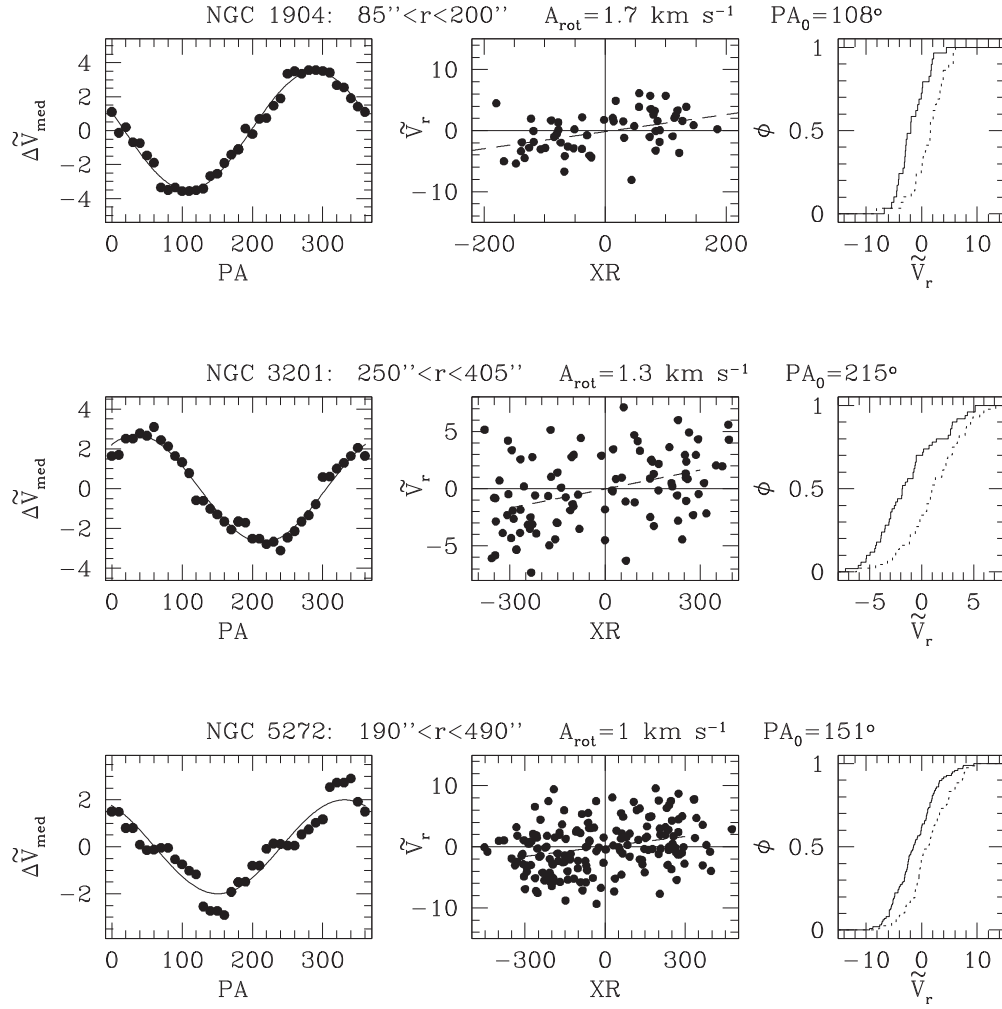 NGC 1904: 85''<r<200'' A_rot=1.7 km s⁻¹ PA₀=108°
4
2
0
−2
−4
ΔṼ_med
0 100 200 300
PA
10
0
−10
Ṽ_r
−200 0 200
XR
1
0.5
0
ϕ
−10 0 10
Ṽ_r
NGC 3201: 250''<r<405'' A_rot=1.3 km s⁻¹ PA₀=215°
4
2
0
−2
−4
ΔṼ_med
0 100 200 300
PA
5
0
−5
Ṽ_r
−300 0 300
XR
1
0.5
0
ϕ
−5 0 5
Ṽ_r
NGC 5272: 190''<r<490'' A_rot=1 km s⁻¹ PA₀=151°
2
0
−2
ΔṼ_med
0 100 200 300
PA
10
0
−10
Ṽ_r
−300 0 300
XR
1
0.5
0
ϕ
−10 0 10
Ṽ_r